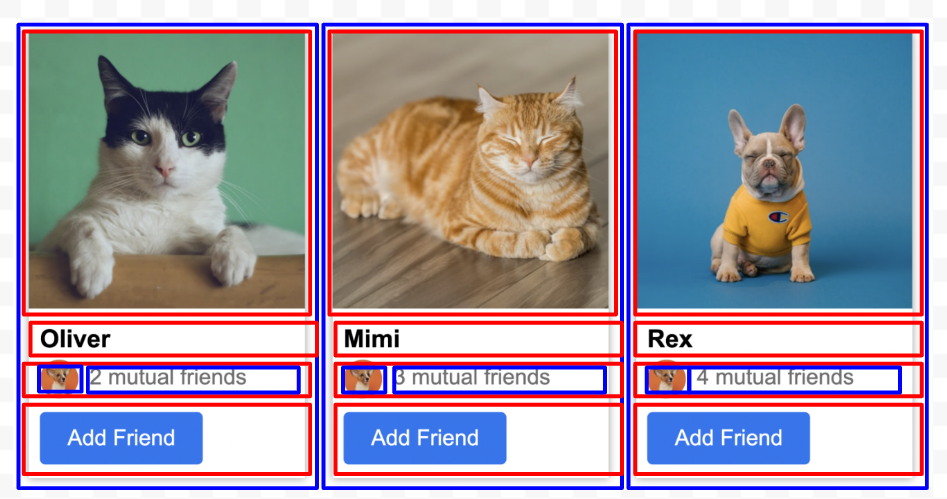 Oliver
2 mutual friends
Add Friend
Mimi
3 mutual friends
Add Friend
Rex
4 mutual friends
Add Friend